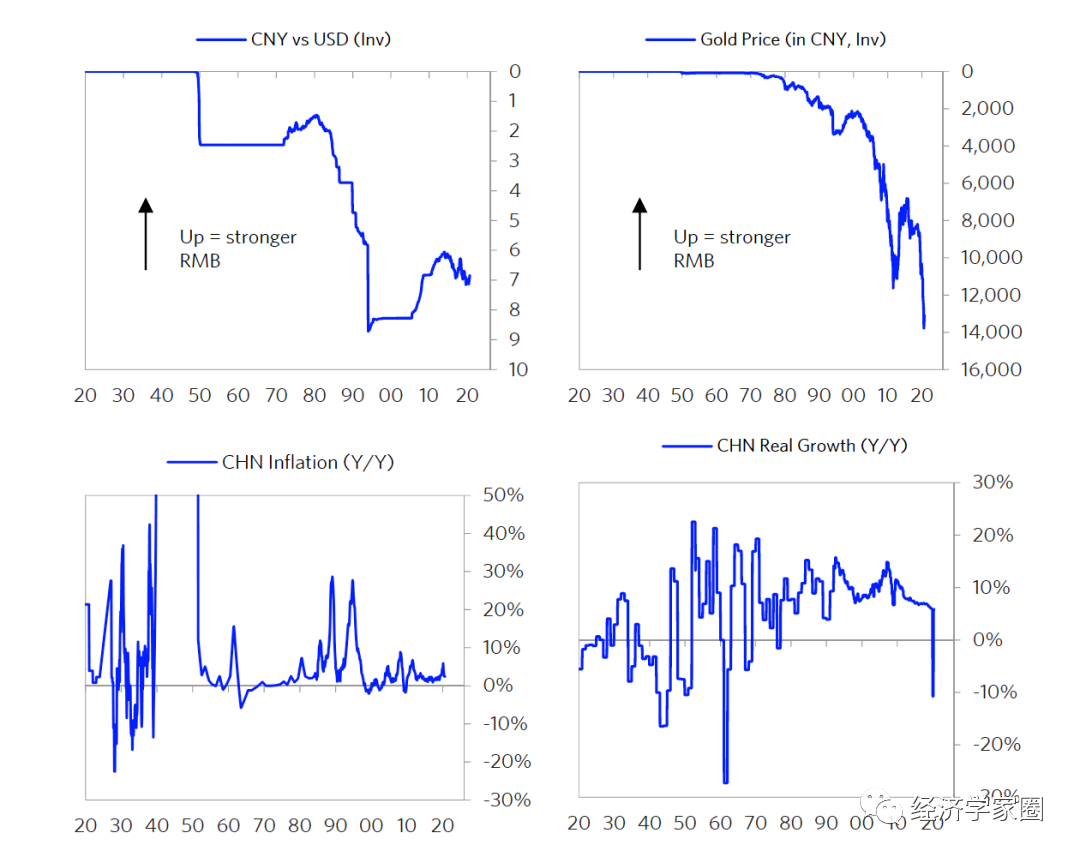 CNY vs USD (Inv)
0
1
2
3
4
5
6
7
8
9
10
Up = stronger
RMB
20 30 40 50 60 70 80 90 00 10 20
Gold Price (in CNY, Inv)
0
2,000
4,000
6,000
8,000
10,000
12,000
14,000
16,000
Up = stronger
RMB
20 30 40 50 60 70 80 90 00 10 20
CHN Inflation (Y/Y)
50%
40%
30%
20%
10%
0%
-10%
-20%
-30%
20 30 40 50 60 70 80 90 00 10 20
CHN Real Growth (Y/Y)
30%
20%
10%
0%
-10%
-20%
-30%
20 30 40 50 60 70 80 90 00 10 20
经济学家圈